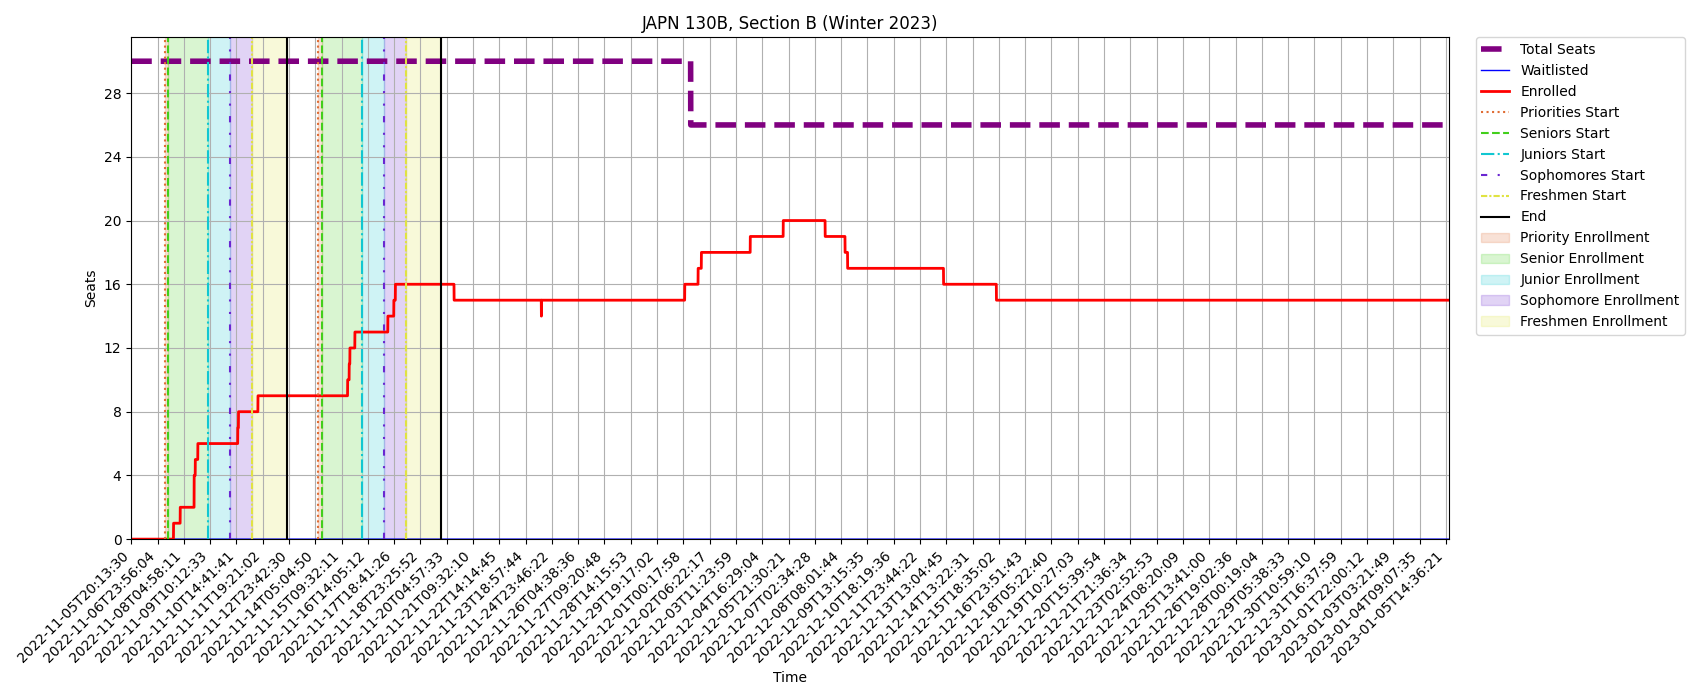 JAPN 130B, Section B (Winter 2023)
Seats
28
24
20
16
12
8
4
0
2022-11-05T20:13:30
2022-11-06T23:56:04
2022-11-08T04:58:11
2022-11-09T10:12:33
2022-11-10T14:41:41
2022-11-11T19:21:02
2022-11-12T23:42:30
2022-11-14T05:04:50
2022-11-15T09:32:11
2022-11-16T14:05:12
2022-11-17T18:41:26
2022-11-18T23:25:52
2022-11-20T04:57:33
2022-11-21T09:32:10
2022-11-22T14:14:45
2022-11-23T18:57:44
2022-11-24T23:46:22
2022-11-26T04:38:36
2022-11-27T09:20:48
2022-11-28T14:15:53
2022-11-29T19:17:02
2022-12-01T00:17:58
2022-12-02T06:22:17
2022-12-03T11:23:59
2022-12-04T16:29:04
2022-12-05T21:30:21
2022-12-07T02:34:28
2022-12-08T08:01:44
2022-12-09T13:15:35
2022-12-10T18:19:36
2022-12-11T23:44:22
2022-12-13T13:04:45
2022-12-14T13:22:31
2022-12-15T18:35:02
2022-12-16T23:51:43
2022-12-18T05:22:40
2022-12-19T10:27:03
2022-12-20T15:39:54
2022-12-21T21:36:34
2022-12-23T02:52:53
2022-12-24T08:20:09
2022-12-25T13:41:00
2022-12-26T19:02:36
2022-12-28T00:19:04
2022-12-29T05:38:33
2022-12-30T10:59:10
2022-12-31T16:37:59
2023-01-01T22:00:12
2023-01-03T03:21:49
2023-01-04T09:07:35
2023-01-05T14:36:21
Time
Total Seats
Waitlisted
Enrolled
Priorities Start
Seniors Start
Juniors Start
Sophomores Start
Freshmen Start
End
Priority Enrollment
Senior Enrollment
Junior Enrollment
Sophomore Enrollment
Freshmen Enrollment